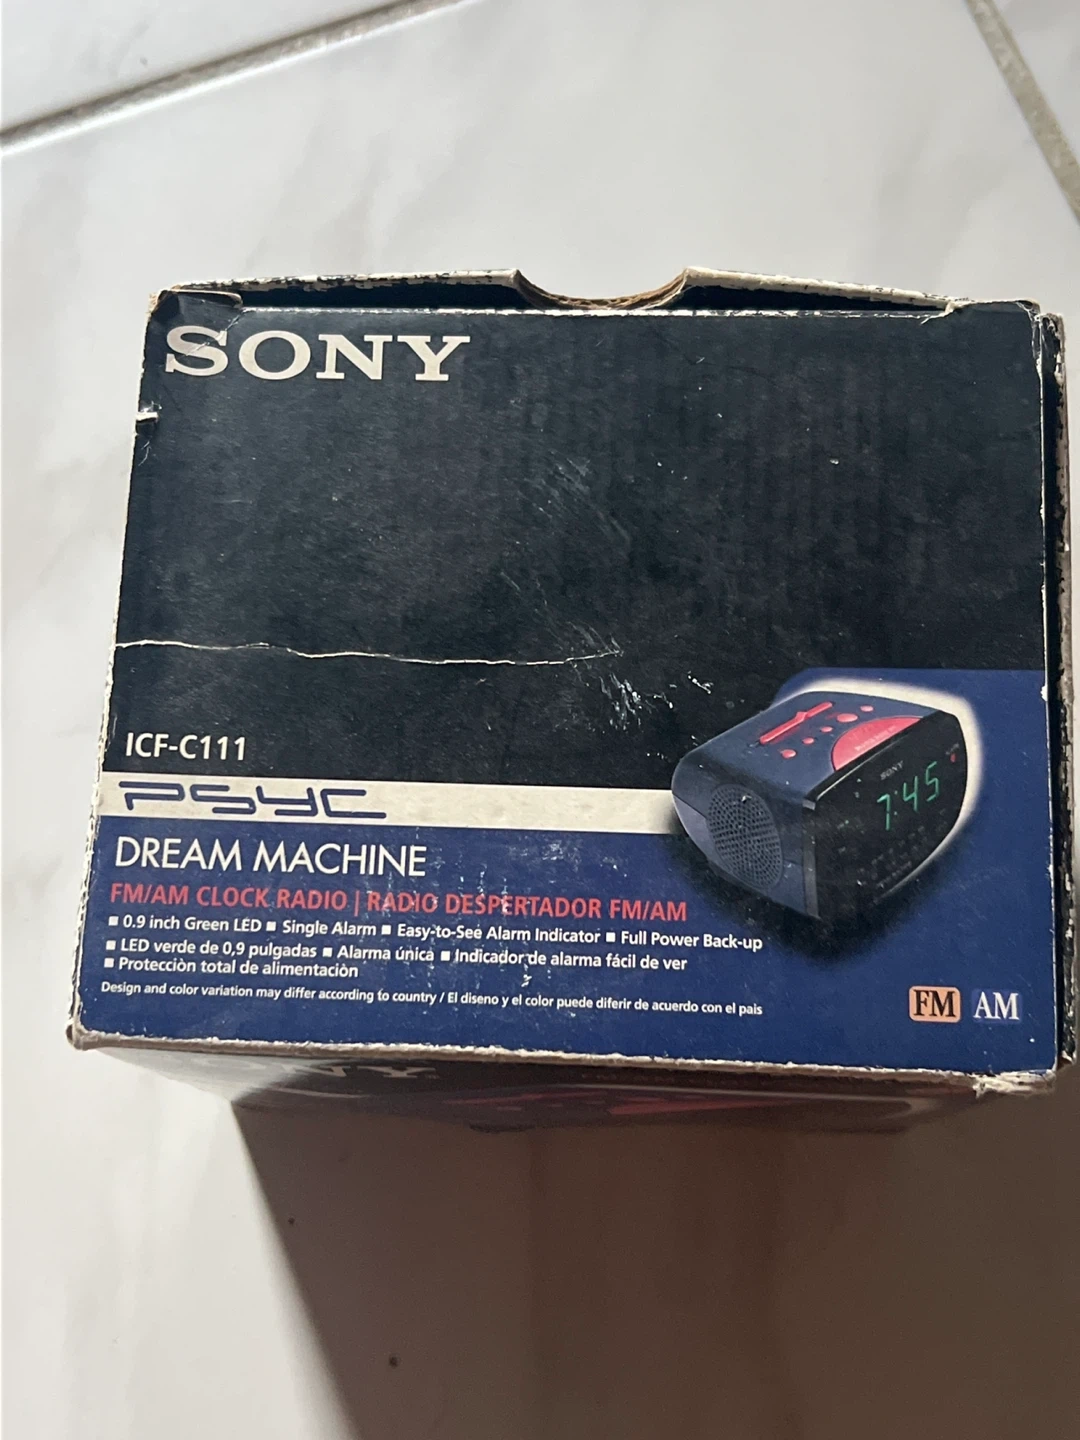 SONY
ICF-C111
PSYC
DREAM MACHINE
FM/AM CLOCK RADIO | RADIO DESPERTADOR FM/AM
■ 0.9 inch Green LED ■ Single Alarm ■ Easy-to-See Alarm Indicator ■ Full Power Back-up
■ LED verde de 0,9 pulgadas ■ Alarma única ■ Indicador de alarma fácil de ver
■ Protecciòn total de alimentaciòn
Design and color variation may differ according to country / El diseno y el color puede diferir de acuerdo con el pais
SONY
7:45
FM AM